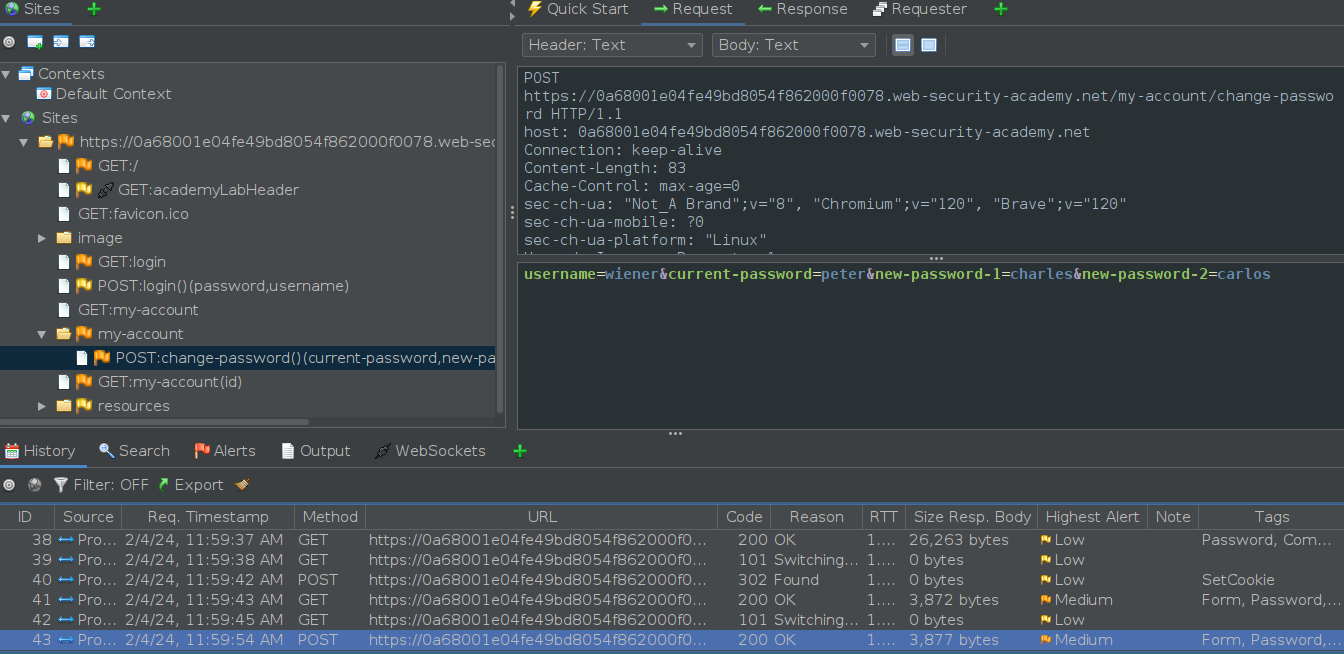 Sites
Quick Start
Request
Response
Requester
Header: Text
Body: Text
Contexts
Default Context
Sites
https://0a68001e04fe49bd8054f862000f0078.web-sec
GET:/
GET:academyLabHeader
GET:favicon.ico
image
GET:login
POST:login()(password,username)
GET:my-account
my-account
POST:change-password()(current-password,new-pa
GET:my-account(id)
resources
POST
https://0a68001e04fe49bd8054f862000f0078.web-security-academy.net/my-account/change-passwo
rd HTTP/1.1
host: 0a68001e04fe49bd8054f862000f0078.web-security-academy.net
Connection: keep-alive
Content-Length: 83
Cache-Control: max-age=0
sec-ch-ua: "Not_A Brand";v="8", "Chromium";v="120", "Brave";v="120"
sec-ch-ua-mobile: ?0
sec-ch-ua-platform: "Linux"
username=wiener&current-password=peter&new-password-1=charles&new-password-2=carlos
History
Search
Alerts
Output
WebSockets
Filter: OFF
Export
ID Source Req. Timestamp Method URL Code Reason RTT Size Resp. Body Highest Alert Note Tags
38 Pro... 2/4/24, 11:59:37 AM GET https://0a68001e04fe49bd8054f862000f0... 200 OK 1.... 26,263 bytes Low Password, Com...
39 Pro... 2/4/24, 11:59:38 AM GET https://0a68001e04fe49bd8054f862000f0... 101 Switching... 1.... 0 bytes Low
40 Pro... 2/4/24, 11:59:42 AM POST https://0a68001e04fe49bd8054f862000f0... 302 Found 1.... 0 bytes Low SetCookie
41 Pro... 2/4/24, 11:59:43 AM GET https://0a68001e04fe49bd8054f862000f0... 200 OK 1.... 3,872 bytes Medium Form, Password,...
42 Pro... 2/4/24, 11:59:45 AM GET https://0a68001e04fe49bd8054f862000f0... 101 Switching... 1.... 0 bytes Low
43 Pro... 2/4/24, 11:59:54 AM POST https://0a68001e04fe49bd8054f862000f0... 200 OK 1.... 3,877 bytes Medium Form, Password,...